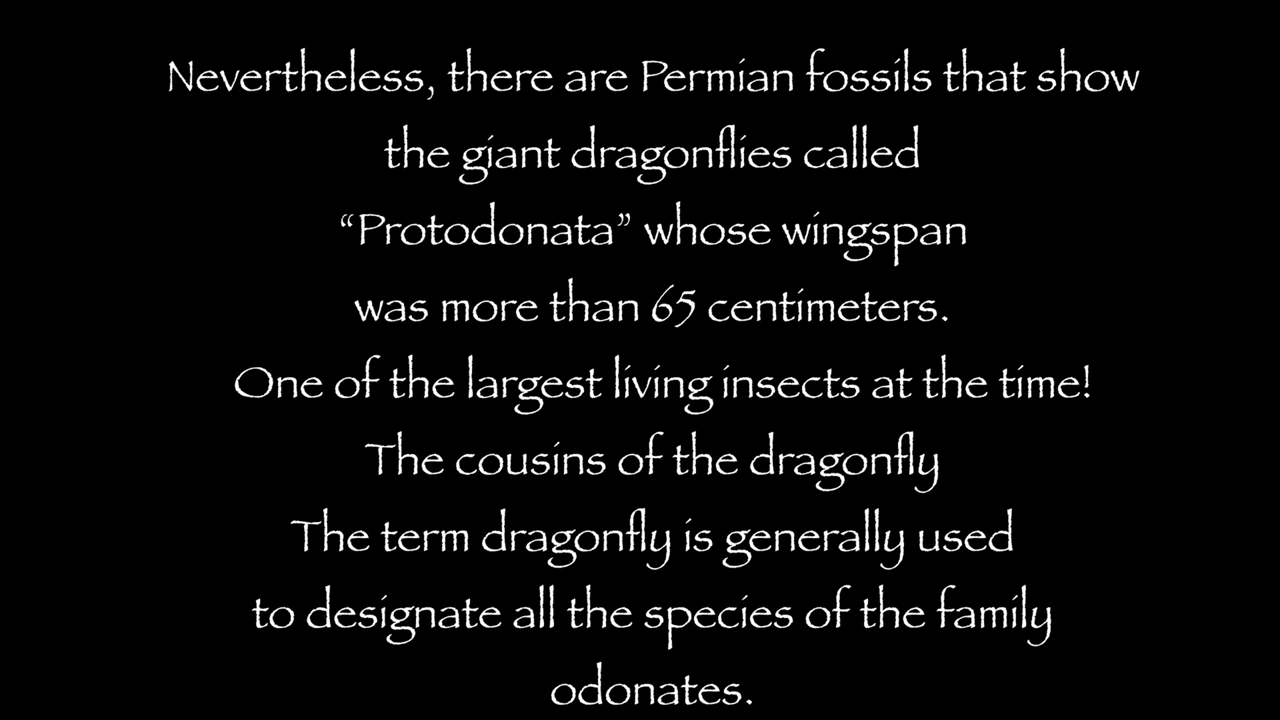 Nevertheless, there are Permian fossils that show
the giant dragonflies called
“Protodonata” whose wingspan
was more than 65 centimeters.
One of the largest living insects at the time!
The cousins of the dragonfly
The term dragonfly is generally used
to designate all the species of the family
odonates.